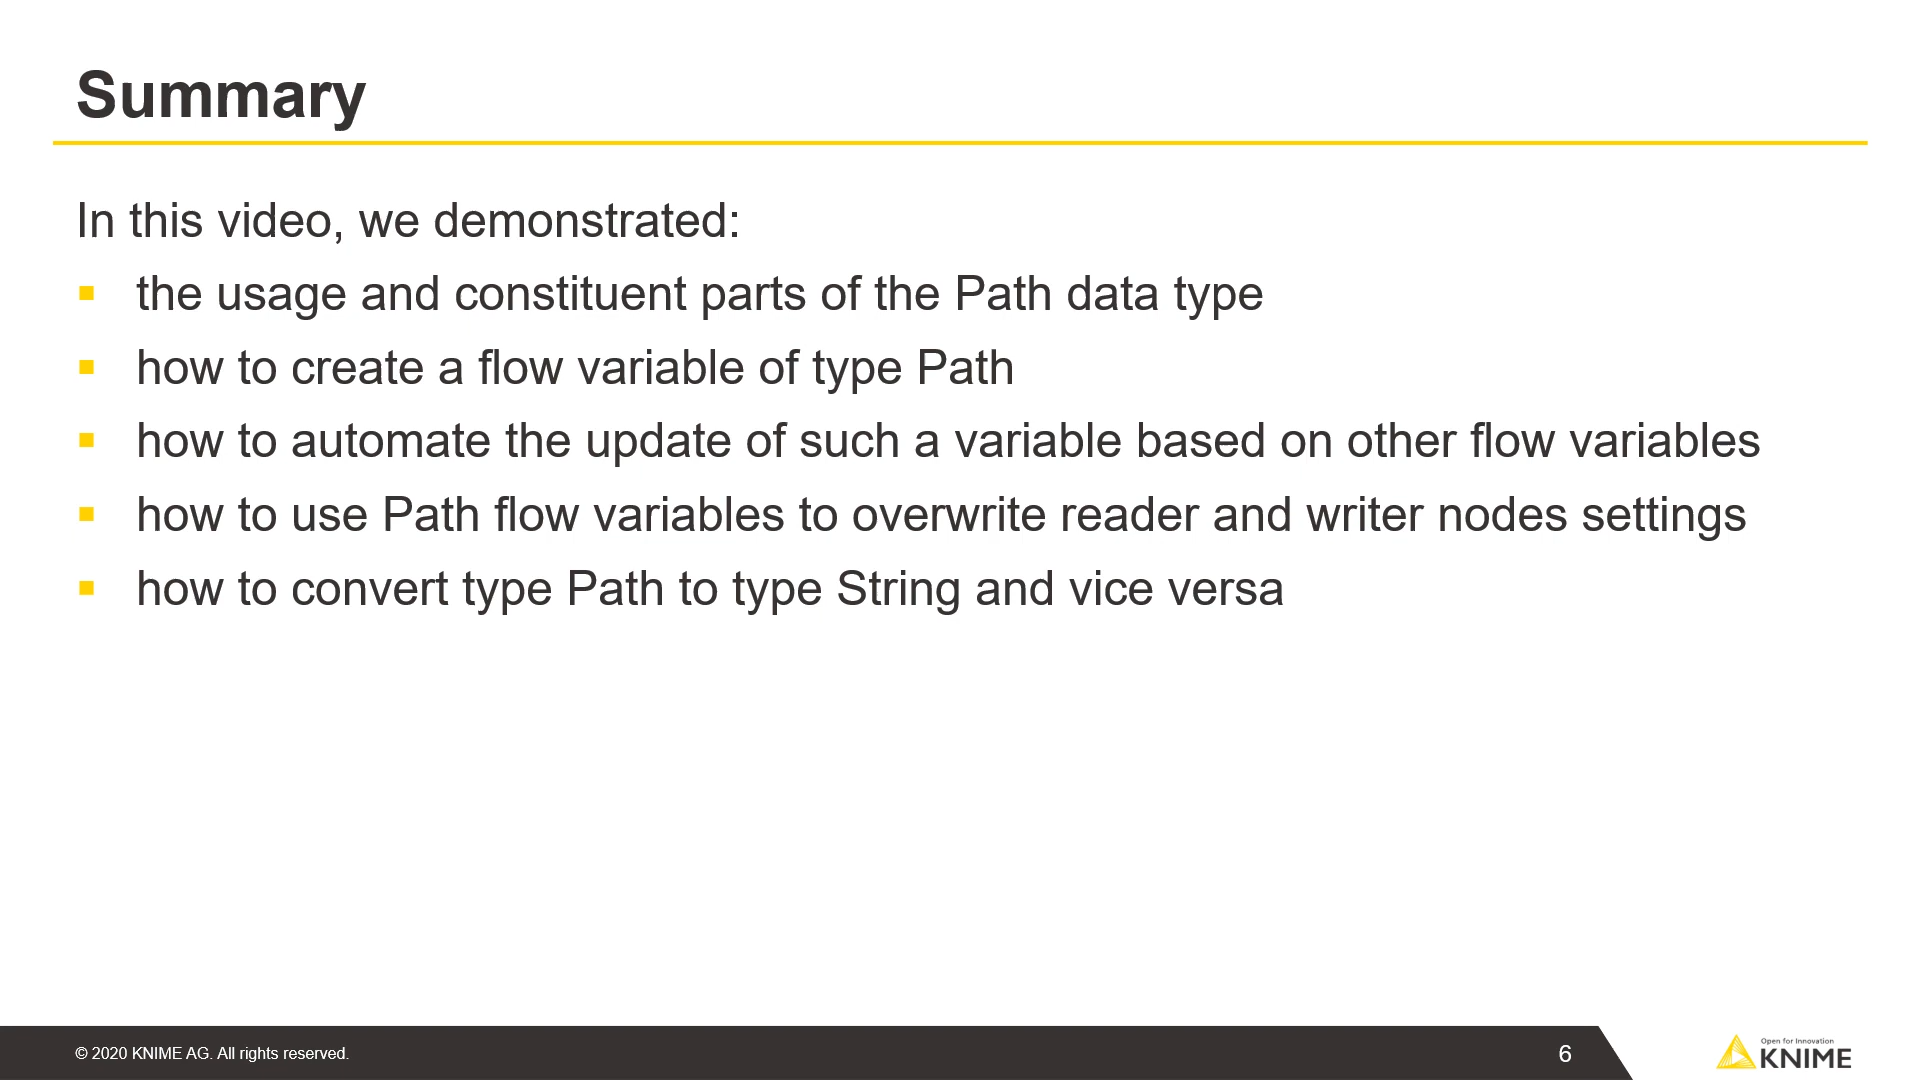 Summary
In this video, we demonstrated:
▪ the usage and constituent parts of the Path data type
▪ how to create a flow variable of type Path
▪ how to automate the update of such a variable based on other flow variables
▪ how to use Path flow variables to overwrite reader and writer nodes settings
▪ how to convert type Path to type String and vice versa
© 2020 KNIME AG. All rights reserved.
6
Open for Innovation
KNIME